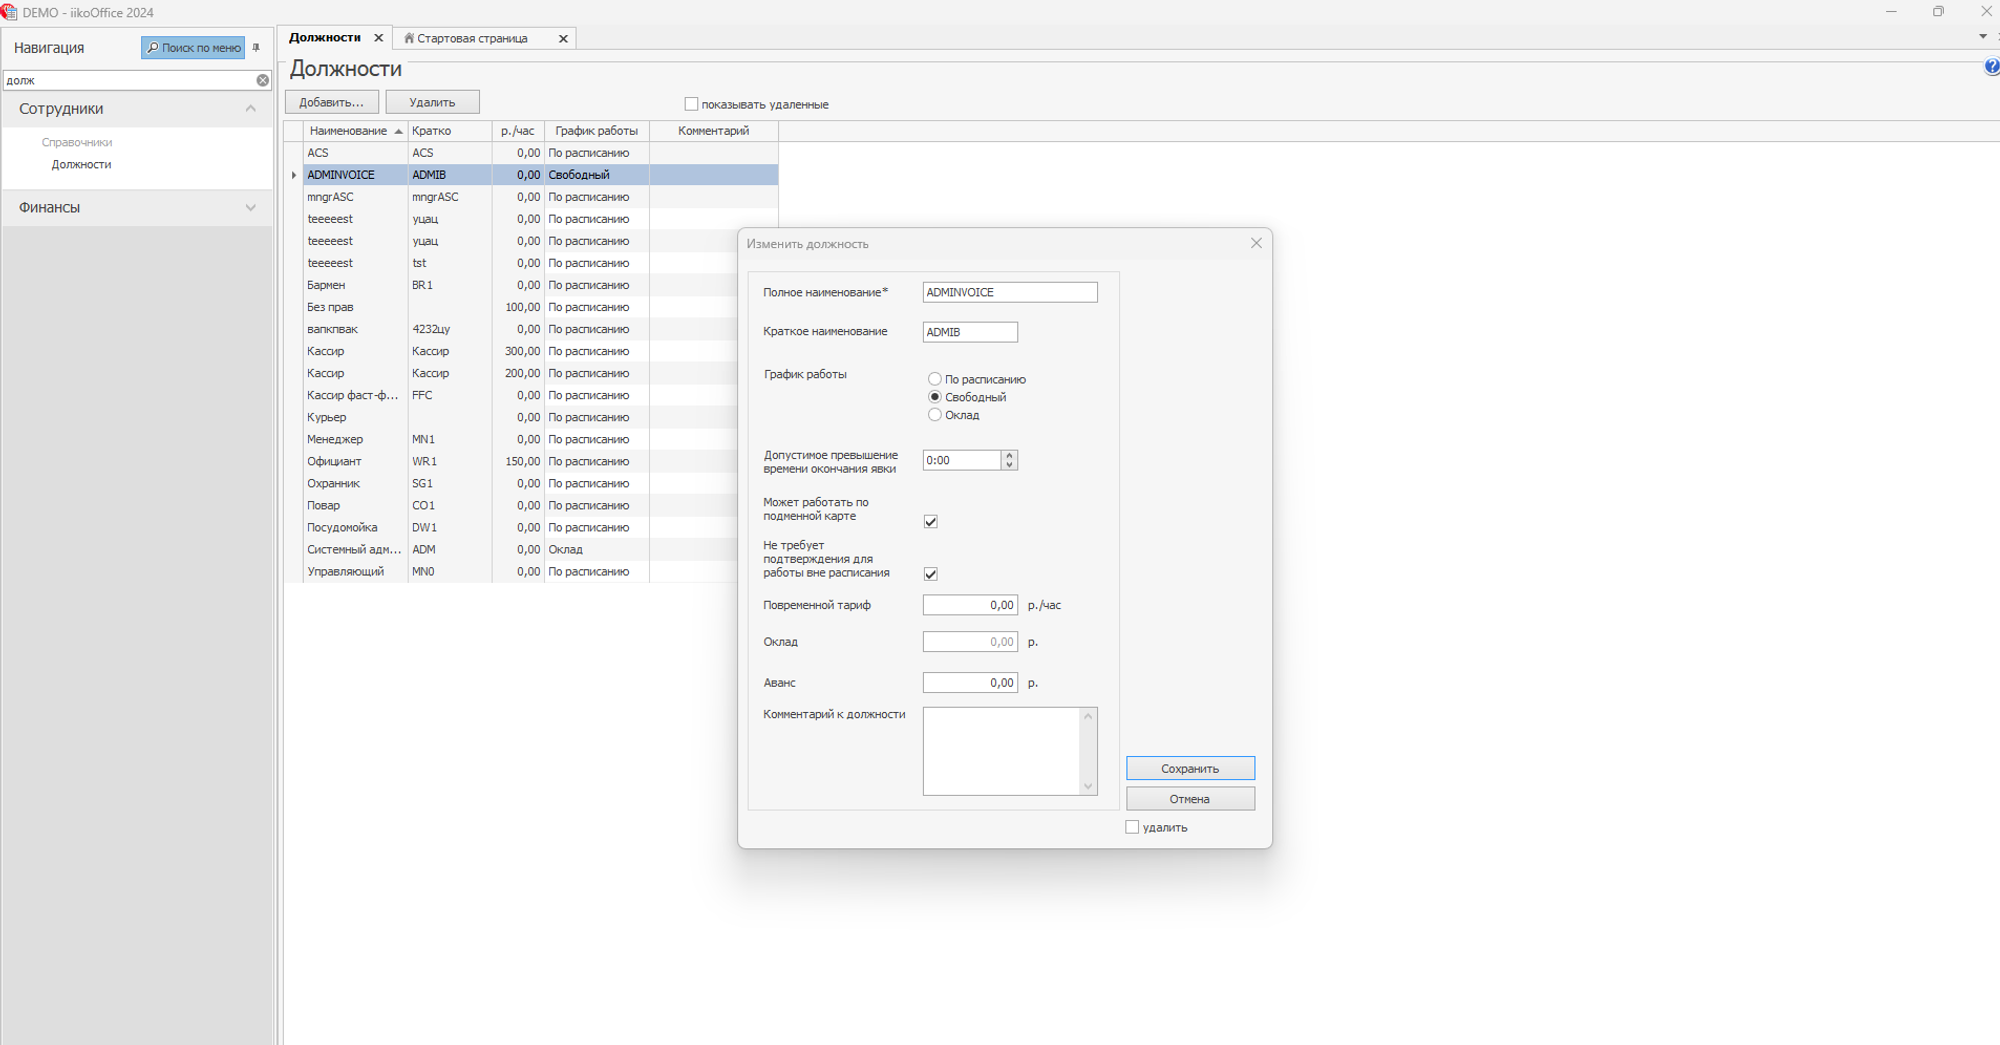 DEMO - iikoOffice 2024
Навигация
Поиск по меню
долж
Сотрудники
Справочники
Должности
Финансы
Должности
Стартовая страница
Должности
Добавить...
Удалить
показывать удаленные
Наименование Кратко р./час График работы Комментарий
ACS ACS 0,00 По расписанию
ADMINVOICE ADMIB 0,00 Свободный
mngrASC mngrASC 0,00 По расписанию
teeeeest уцац 0,00 По расписанию
teeeeest уцац 0,00 По расписанию
teeeeest tst 0,00 По расписанию
Бармен BR1 0,00 По расписанию
Без прав 100,00 По расписанию
вапкпвак 4232цу 0,00 По расписанию
Кассир Кассир 300,00 По расписанию
Кассир Кассир 200,00 По расписанию
Кассир фаст-ф... FFC 0,00 По расписанию
Курьер 0,00 По расписанию
Менеджер MN1 0,00 По расписанию
Официант WR1 150,00 По расписанию
Охранник SG1 0,00 По расписанию
Повар CO1 0,00 По расписанию
Посудомойка DW1 0,00 По расписанию
Системный адм... ADM 0,00 Оклад
Управляющий MN0 0,00 По расписанию
Изменить должность
Полное наименование* ADMINVOICE
Краткое наименование ADMIB
График работы
По расписанию
Свободный
Оклад
Допустимое превышение
времени окончания явки
0:00
Может работать по
подменной карте
Не требует
подтверждения для
работы вне расписания
Повременной тариф 0,00 р./час
Оклад 0,00 р.
Аванс 0,00 р.
Комментарий к должности
Сохранить
Отмена
удалить